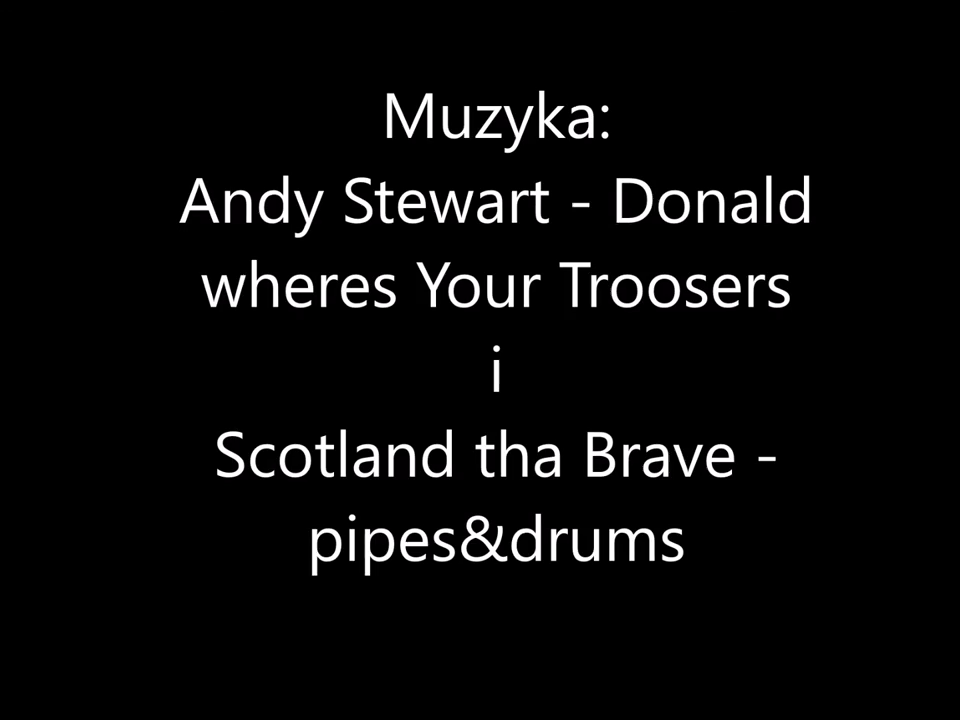 Muzyka:
Andy Stewart - Donald
wheres Your Troosers
i
Scotland tha Brave -
pipes&drums